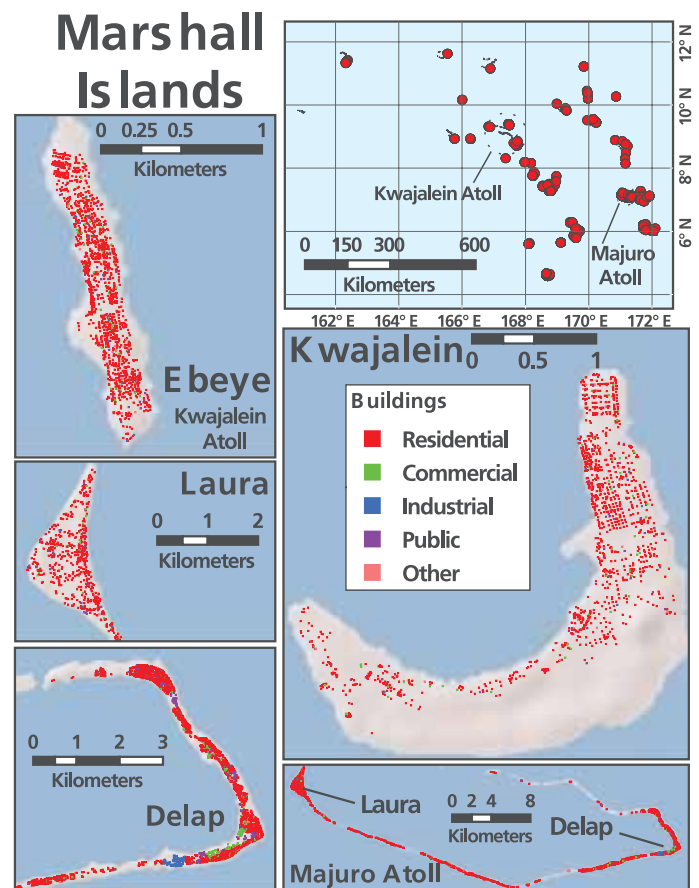 Marshall
Islands
0 0.25 0.5 1
Kilometers
Ebeye
Kwajalein
Atoll
12° N
10° N
8° N
6° N
Kwajalein Atoll
Majuro
Atoll
0 150 300 600
Kilometers
162° E 164° E 166° E 168° E 170° E 172° E
Kwajalein
0 0.5 1
Buildings
Residential
Commercial
Industrial
Public
Other
Laura
0 1 2
Kilometers
0 1 2 3
Kilometers
Delap
Laura
0 2 4 8
Kilometers
Delap
Majuro Atoll